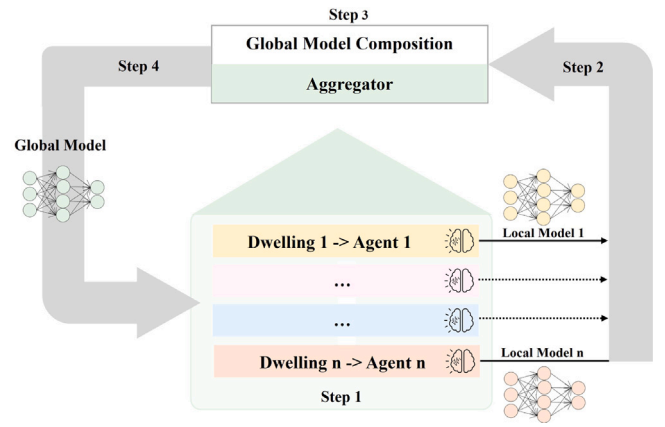 Step 3
Global Model Composition
Step 4
Step 2
Aggregator
Global Model
Dwelling 1 -> Agent 1
Local Model 1
...
...
Dwelling n -> Agent n
Local Model n
Step 1